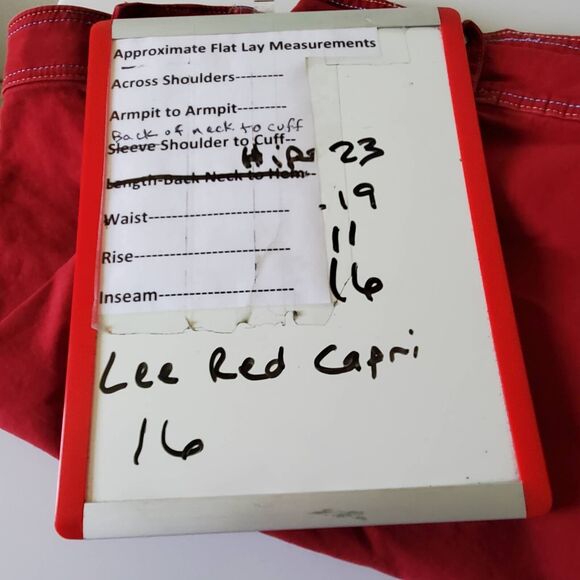 Approximate Flat Lay Measurements
Across Shoulders---------
Armpit to Armpit---------
Back of neck to cuff
Sleeve Shoulder to Cuff--
Hips 23
Length-Back Neck to Hem--
Waist----------------------- 19
Rise------------------------- 11
Inseam---------------------- 16
Lee Red Capri
16